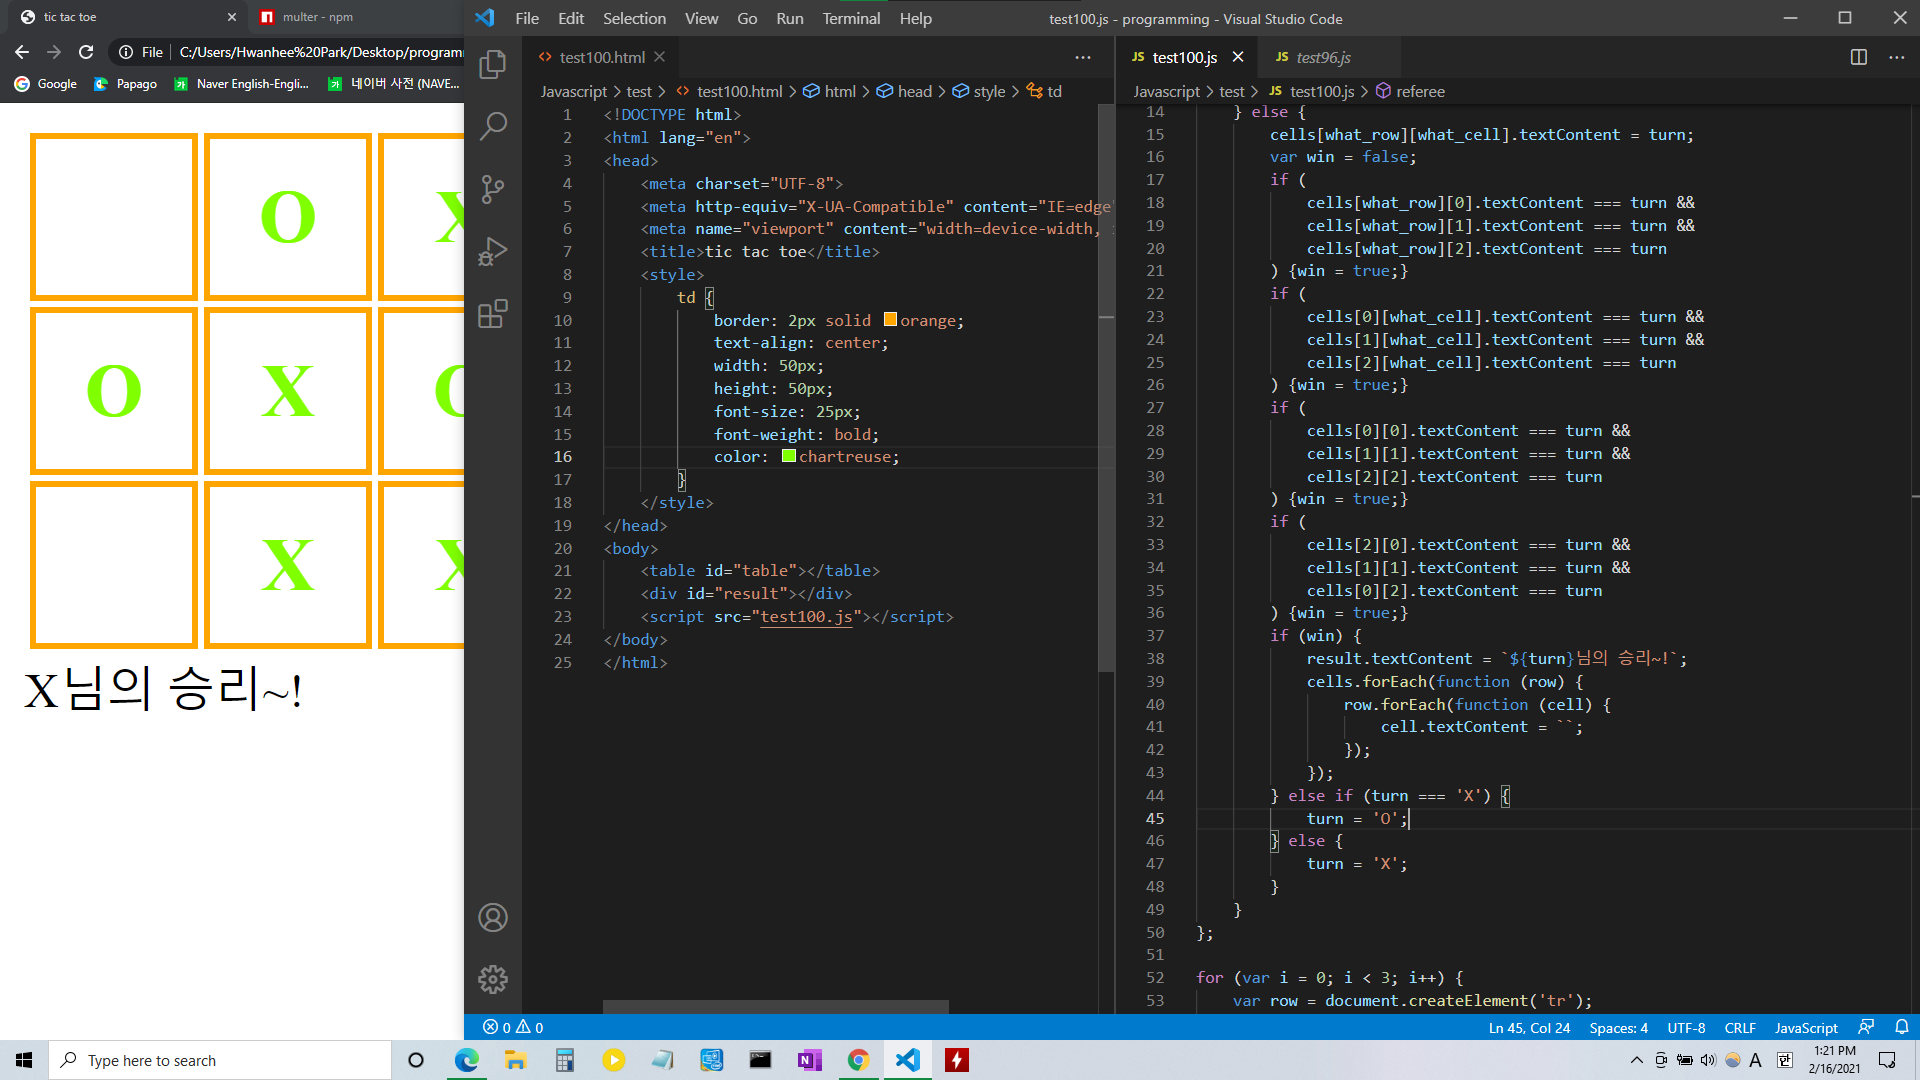 tic tac toe
multer - npm
File Edit Selection View Go Run Terminal Help
test100.js - programming - Visual Studio Code
File
C:/Users/Hwanhee%20Park/Desktop/programm
Google Papago Naver English-Engli... 네이버 사전 (NAVE...
O X
O X O
X X
X님의 승리~!
test100.html
Javascript > test > test100.html > html > head > style > td
1 <!DOCTYPE html>
2 <html lang="en">
3 <head>
4 <meta charset="UTF-8">
5 <meta http-equiv="X-UA-Compatible" content="IE=edge"
6 <meta name="viewport" content="width=device-width,
7 <title>tic tac toe</title>
8 <style>
9 td {
10 border: 2px solid orange;
11 text-align: center;
12 width: 50px;
13 height: 50px;
14 font-size: 25px;
15 font-weight: bold;
16 color: chartreuse;
17 }
18 </style>
19 </head>
20 <body>
21 <table id="table"></table>
22 <div id="result"></div>
23 <script src="test100.js"></script>
24 </body>
25 </html>
JS test100.js
JS test96.js
Javascript > test > JS test100.js > referee
14 } else {
15 cells[what_row][what_cell].textContent = turn;
16 var win = false;
17 if (
18 cells[what_row][0].textContent === turn &&
19 cells[what_row][1].textContent === turn &&
20 cells[what_row][2].textContent === turn
21 ) {win = true;}
22 if (
23 cells[0][what_cell].textContent === turn &&
24 cells[1][what_cell].textContent === turn &&
25 cells[2][what_cell].textContent === turn
26 ) {win = true;}
27 if (
28 cells[0][0].textContent === turn &&
29 cells[1][1].textContent === turn &&
30 cells[2][2].textContent === turn
31 ) {win = true;}
32 if (
33 cells[2][0].textContent === turn &&
34 cells[1][1].textContent === turn &&
35 cells[0][2].textContent === turn
36 ) {win = true;}
37 if (win) {
38 result.textContent = `${turn}님의 승리~!`;
39 cells.forEach(function (row) {
40 row.forEach(function (cell) {
41 cell.textContent = ``;
42 });
43 });
44 } else if (turn === 'X') {
45 turn = 'O';
46 } else {
47 turn = 'X';
48 }
49 }
50 };
51
52 for (var i = 0; i < 3; i++) {
53 var row = document.createElement('tr');
0 0
Ln 45, Col 24 Spaces: 4 UTF-8 CRLF JavaScript
Type here to search
A 한
1:21 PM
2/16/2021